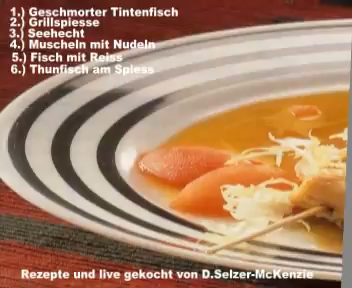 1.) Geschmorter Tintenfisch
2.) Grillspiesse
3.) Seehecht
4.) Muscheln mit Nudeln
5.) Fisch mit Reiss
6.) Thunfisch am Spiess
Rezepte und live gekocht von D.Selzer-McKenzie